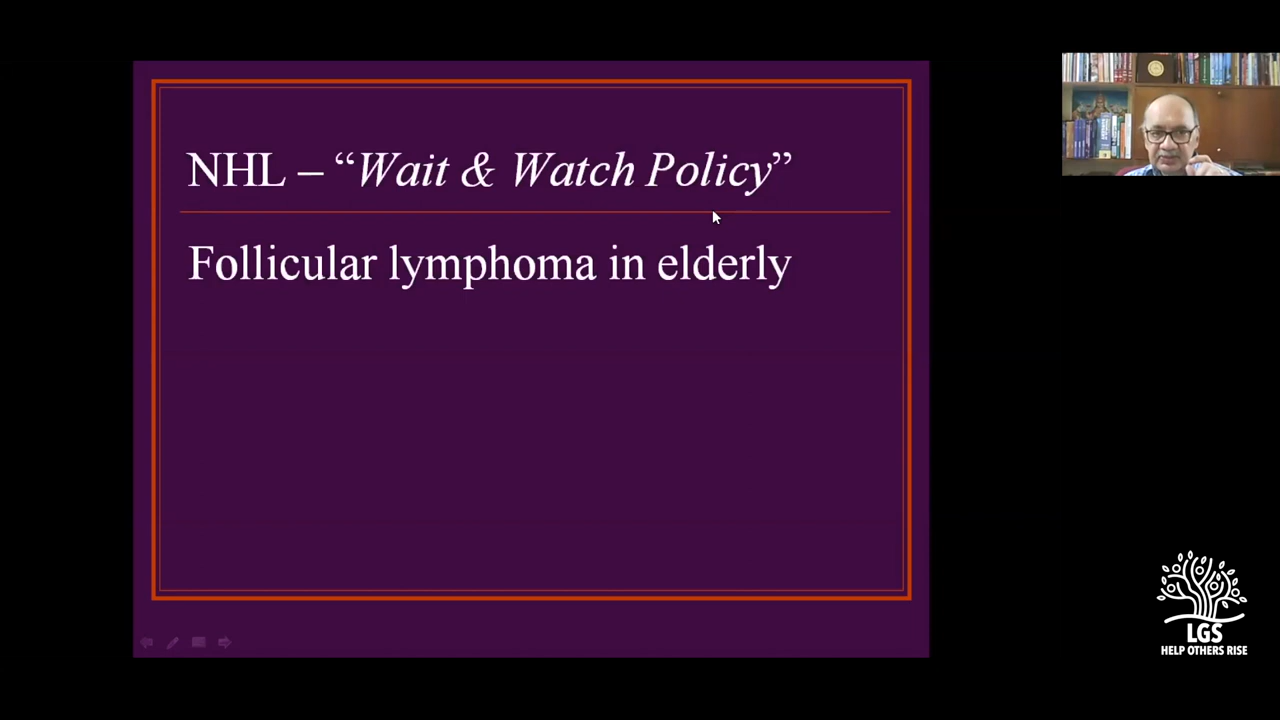 NHL – “Wait & Watch Policy”
Follicular lymphoma in elderly
LGS
HELP OTHERS RISE